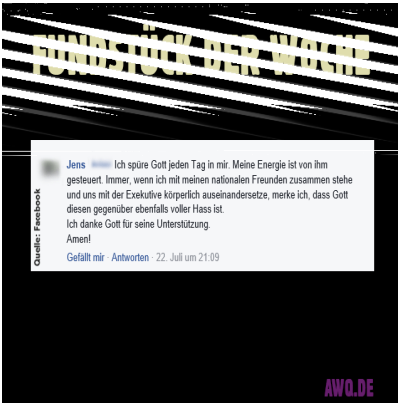 FUNDSTÜCK DER WOCHE
Jens Ich spüre Gott jeden Tag in mir. Meine Energie ist von ihm
gesteuert. Immer, wenn ich mit meinen nationalen Freunden zusammen stehe
und uns mit der Exekutive körperlich auseinandersetze, merke ich, dass Gott
diesen gegenüber ebenfalls voller Hass ist.
Ich danke Gott für seine Unterstützung.
Amen!
Gefällt mir · Antworten · 22. Juli um 21:09
Quelle: Facebook
AWQ.DE